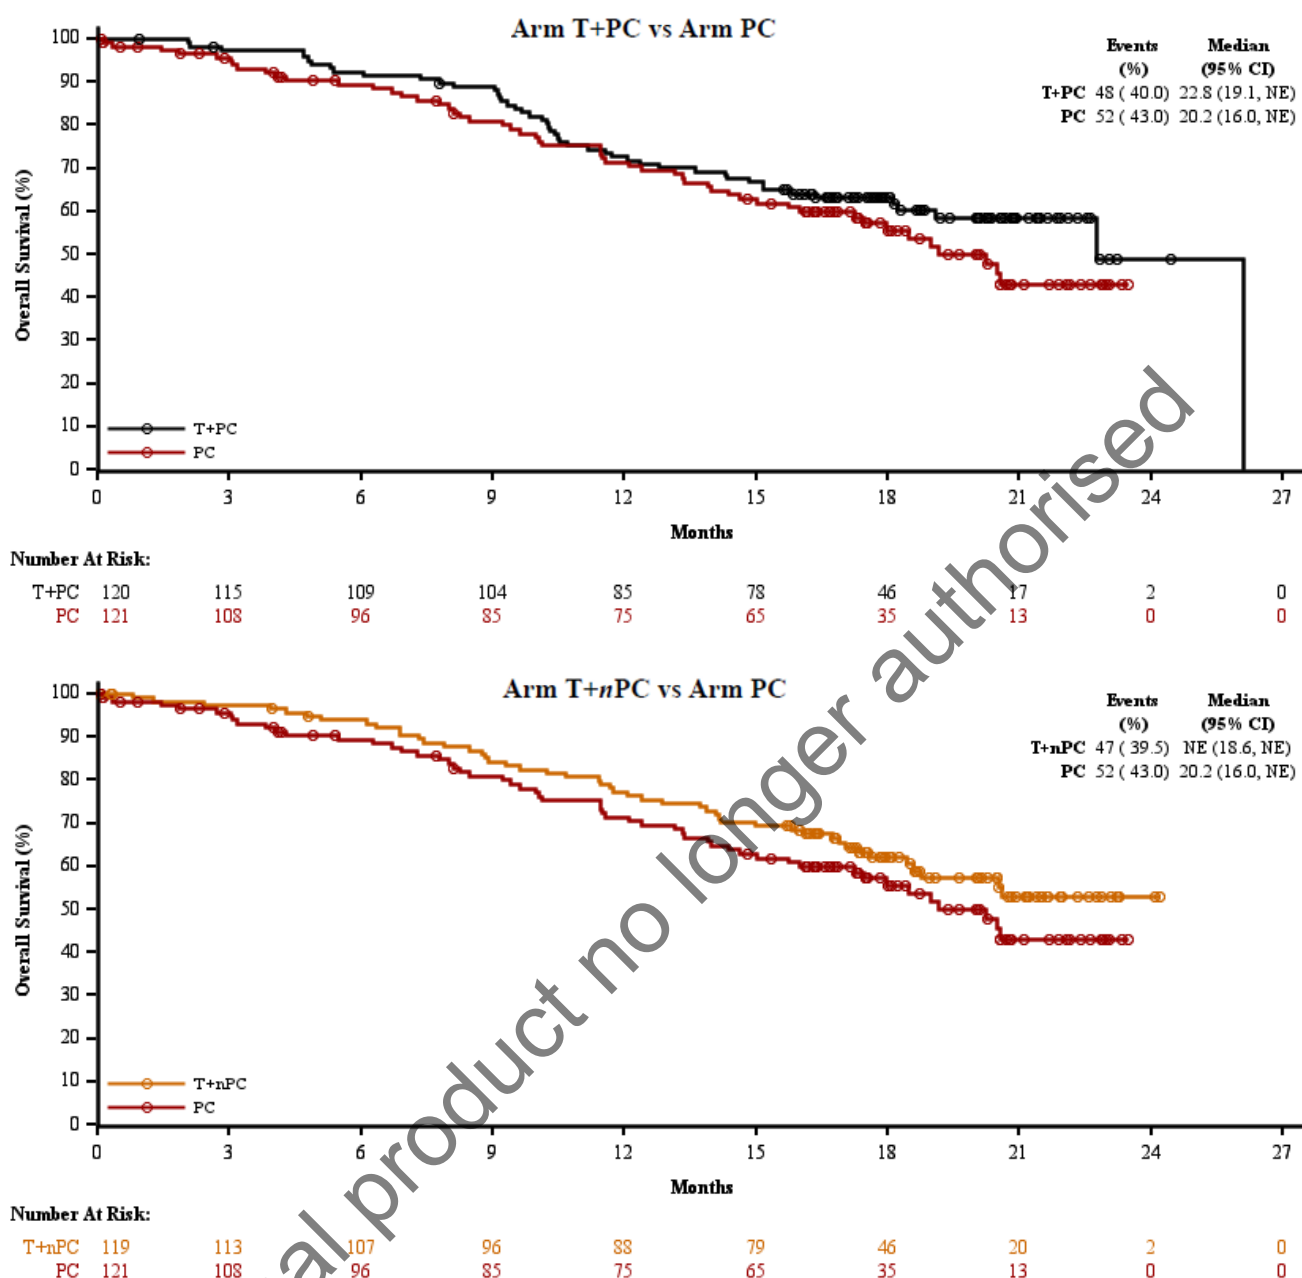 Arm T+PC vs Arm PC
Events Median
(%) (95% CI)
T+PC 48 ( 40.0) 22.8 (19.1, NE)
PC 52 ( 43.0) 20.2 (16.0, NE)
Overall Survival (%)
100
90
80
70
60
50
40
30
20
10
0
T+PC
PC
0 3 6 9 12 15 18 21 24 27
Months
Number At Risk:
T+PC 120 115 109 104 85 78 46 17 2 0
PC 121 108 96 85 75 65 35 13 0 0
Arm T+nPC vs Arm PC
Events Median
(%) (95% CI)
T+nPC 47 ( 39.5) NE (18.6, NE)
PC 52 ( 43.0) 20.2 (16.0, NE)
Overall Survival (%)
100
90
80
70
60
50
40
30
20
10
0
T+nPC
PC
0 3 6 9 12 15 18 21 24 27
Months
Number At Risk:
T+nPC 119 113 107 96 88 79 46 20 2 0
PC 121 108 96 85 75 65 35 13 0 0
al product no longer authorised